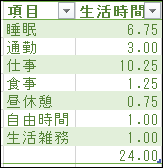 項目 生活時間
睡眠 6.75
通勤 3.00
仕事 10.25
食事 1.25
昼休憩 0.75
自由時間 1.00
生活雑務 1.00
24.00